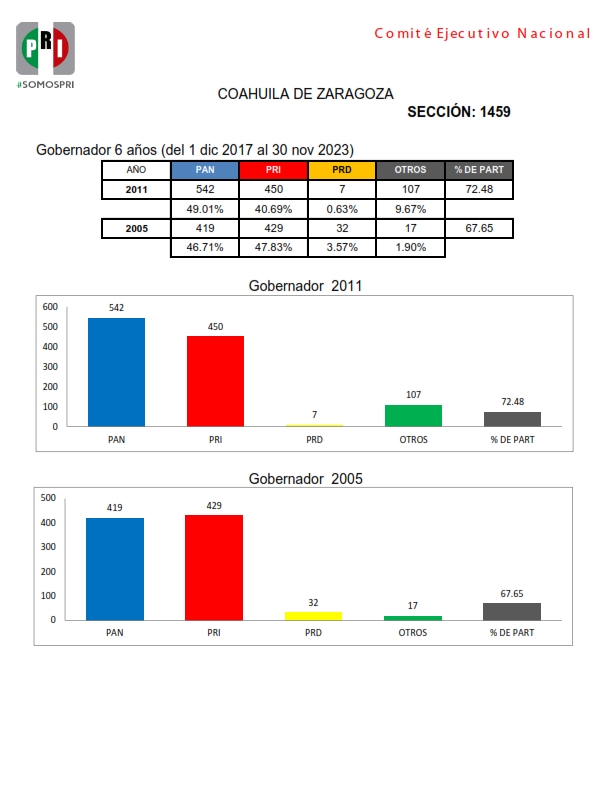 PRI
#SOMOSPRI
Comité Ejecutivo Nacional
COAHUILA DE ZARAGOZA
SECCIÓN: 1459
Gobernador 6 años (del 1 dic 2017 al 30 nov 2023)
AÑO PAN PRI PRD OTROS % DE PART
2011 542 450 7 107 72.48
49.01% 40.69% 0.63% 9.67%
2005 419 429 32 17 67.65
46.71% 47.83% 3.57% 1.90%
Gobernador 2011
600
500
400
300
200
100
0
542
450
7
107
72.48
PAN PRI PRD OTROS % DE PART
Gobernador 2005
500
400
300
200
100
0
419
429
32
17
67.65
PAN PRI PRD OTROS % DE PART